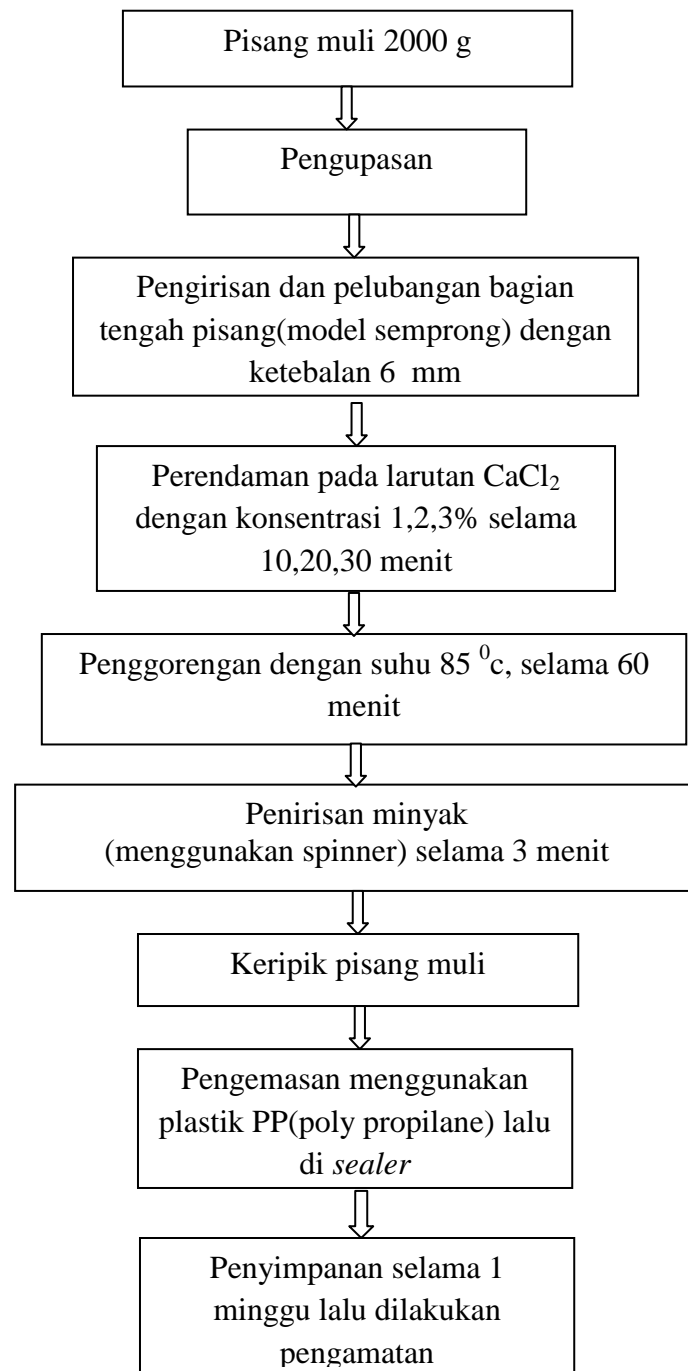 Pisang muli 2000 g
Pengupasan
Pengirisan dan pelubangan bagian
tengah pisang(model semprong) dengan
ketebalan 6 mm
Perendaman pada larutan CaCl₂
dengan konsentrasi 1,2,3% selama
10,20,30 menit
Penggorengan dengan suhu 85 ⁰c, selama 60
menit
Penirisan minyak
(menggunakan spinner) selama 3 menit
Keripik pisang muli
Pengemasan menggunakan
plastik PP(poly propilane) lalu
di sealer
Penyimpanan selama 1
minggu lalu dilakukan
pengamatan